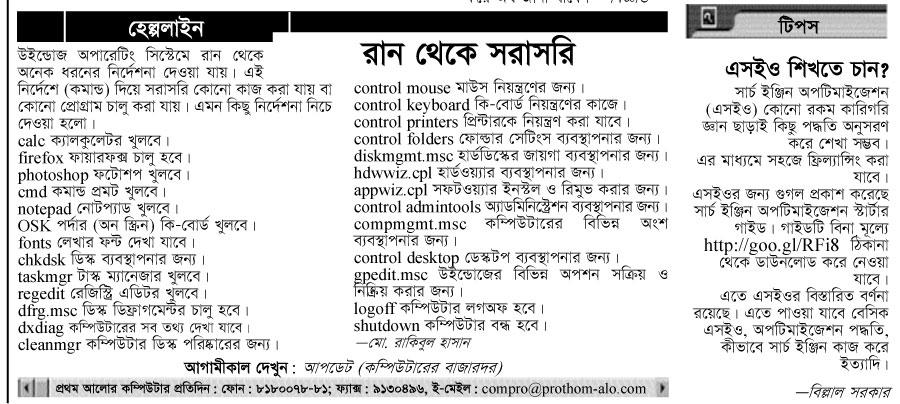 হেল্পলাইন
রান থেকে সরাসরি
উইন্ডোজ অপারেটিং সিস্টেমে রান থেকে
অনেক ধরনের নির্দেশনা দেওয়া যায়। এই
নির্দেশে (কমান্ড) দিয়ে সরাসরি কোনো কাজ করা যায় বা
কোনো প্রোগ্রাম চালু করা যায়। এমন কিছু নির্দেশনা নিচে
দেওয়া হলো।
calc ক্যালকুলেটর খুলবে।
firefox ফায়ারফক্স চালু হবে।
photoshop ফটোশপ খুলবে।
cmd কমান্ড প্রমট খুলবে।
notepad নোটপ্যাড খুলবে।
OSK পর্দার (অন স্ক্রিন) কি-বোর্ড খুলবে।
fonts লেখার ফন্ট দেখা যাবে।
chkdsk ডিস্ক ব্যবস্থাপনার জন্য।
taskmgr টাস্ক ম্যানেজার খুলবে।
regedit রেজিস্ট্রি এডিটর খুলবে।
dfrg.msc ডিস্ক ডিফ্রাগমেন্টর চালু হবে।
dxdiag কম্পিউটারের সব তথ্য দেখা যাবে।
cleanmgr কম্পিউটার ডিস্ক পরিষ্কারের জন্য।
control mouse মাউস নিয়ন্ত্রণের জন্য।
control keyboard কি-বোর্ড নিয়ন্ত্রণের কাজে।
control printers প্রিন্টারকে নিয়ন্ত্রণ করা যাবে।
control folders ফোল্ডার সেটিংস ব্যবস্থাপনার জন্য।
diskmgmt.msc হার্ডডিস্কের জায়গা ব্যবস্থাপনার জন্য।
hdwwiz.cpl হার্ডওয়্যার ব্যবস্থাপনার জন্য।
appwiz.cpl সফটওয়্যার ইনস্টল ও রিমুভ করার জন্য।
control admintools অ্যাডমিনিস্ট্রেশন ব্যবস্থাপনার জন্য।
compmgmt.msc কম্পিউটারের বিভিন্ন অংশ
ব্যবস্থাপনার জন্য।
control desktop ডেস্কটপ ব্যবস্থাপনার জন্য।
gpedit.msc উইন্ডোজের বিভিন্ন অপশন সক্রিয় ও
নিষ্ক্রিয় করার জন্য।
logoff কম্পিউটার লগঅফ হবে।
shutdown কম্পিউটার বন্ধ হবে।
—মো. রাকিবুল হাসান
আগামীকাল দেখুন : আপডেট (কম্পিউটারের বাজারদর)
প্রথম আলোর কম্পিউটার প্রতিদিন : ফোন : ৮১৮০০৭৮-৮১; ফ্যাক্স : ৯১৩০৪৯৬, ই-মেইল : compro@prothom-alo.com
টিপস
এসইও শিখতে চান?
সার্চ ইঞ্জিন অপটিমাইজেশন
(এসইও) কোনো রকম কারিগরি
জ্ঞান ছাড়াই কিছু পদ্ধতি অনুসরণ
করে শেখা সম্ভব।
এর মাধ্যমে সহজে ফ্রিল্যান্সিং করা
যাবে।
এসইওর জন্য গুগল প্রকাশ করেছে
সার্চ ইঞ্জিন অপটিমাইজেশন স্টার্টার
গাইড। গাইডটি বিনা মূল্যে
http://goo.gl/RFi8 ঠিকানা
থেকে ডাউনলোড করে নেওয়া
যাবে।
এতে এসইওর বিস্তারিত বর্ণনা
রয়েছে। এতে পাওয়া যাবে বেসিক
এসইও, অপটিমাইজেশন পদ্ধতি,
কীভাবে সার্চ ইঞ্জিন কাজ করে
ইত্যাদি।
—বিল্লাল সরকার